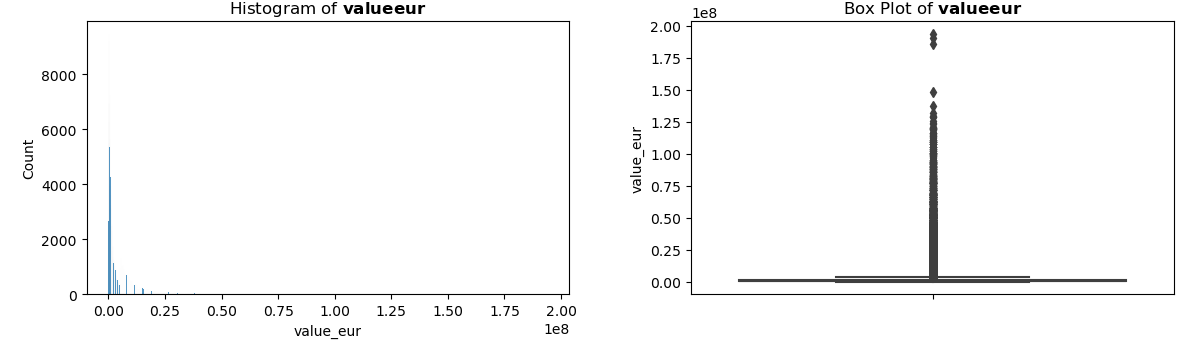 Histogram of valueeur
8000
6000
4000
2000
0
Count
0.00 0.25 0.50 0.75 1.00 1.25 1.50 1.75 2.00
1e8
value_eur
Box Plot of valueeur
1e8
2.00
1.75
1.50
1.25
1.00
0.75
0.50
0.25
0.00
value_eur